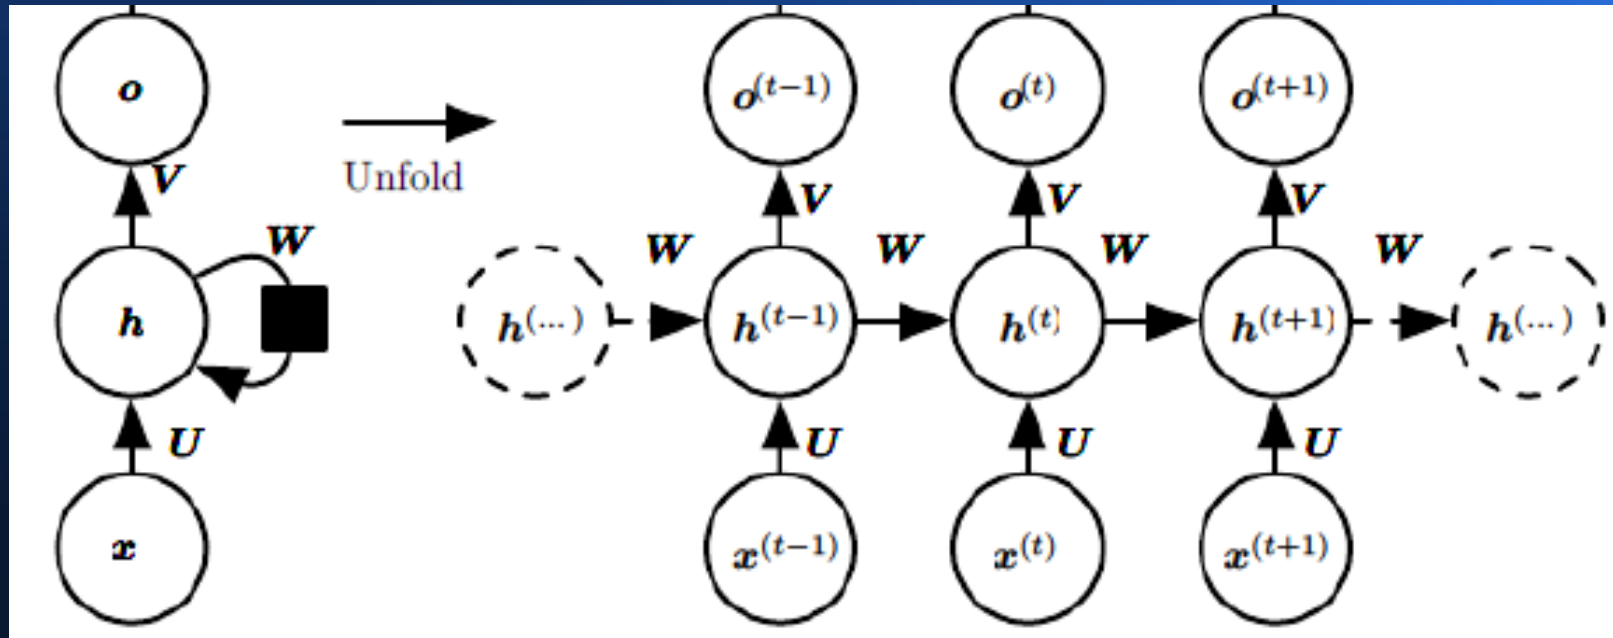 o o^(t−1) o^(t) o^(t+1)
V V V V
Unfold
W W W W W
h h^(...) h^(t−1) h^(t) h^(t+1) h^(...)
U U U U
x x^(t−1) x^(t) x^(t+1)